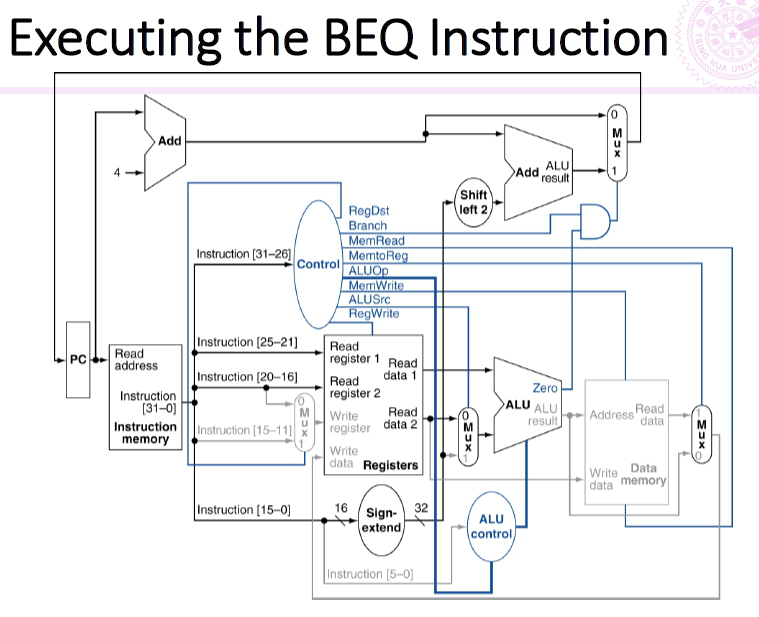 Executing the BEQ Instruction
Add
4
0
M
u
x
1
Add
ALU
result
Shift
left 2
RegDst
Branch
MemRead
MemtoReg
ALUOp
MemWrite
ALUSrc
RegWrite
Control
Instruction [31–26]
PC
Read
address
Instruction
[31–0]
Instruction
memory
Instruction [25–21]
Instruction [20–16]
Instruction [15–11]
0
M
u
x
1
Read
register 1
Read
data 1
Read
register 2
Write
register
Read
data 2
Write
data
Registers
0
M
u
x
1
Zero
ALU
ALU
result
Address
Read
data
Write
data
Data
memory
1
M
u
x
0
Instruction [15–0]
16
Sign-
extend
32
ALU
control
Instruction [5–0]